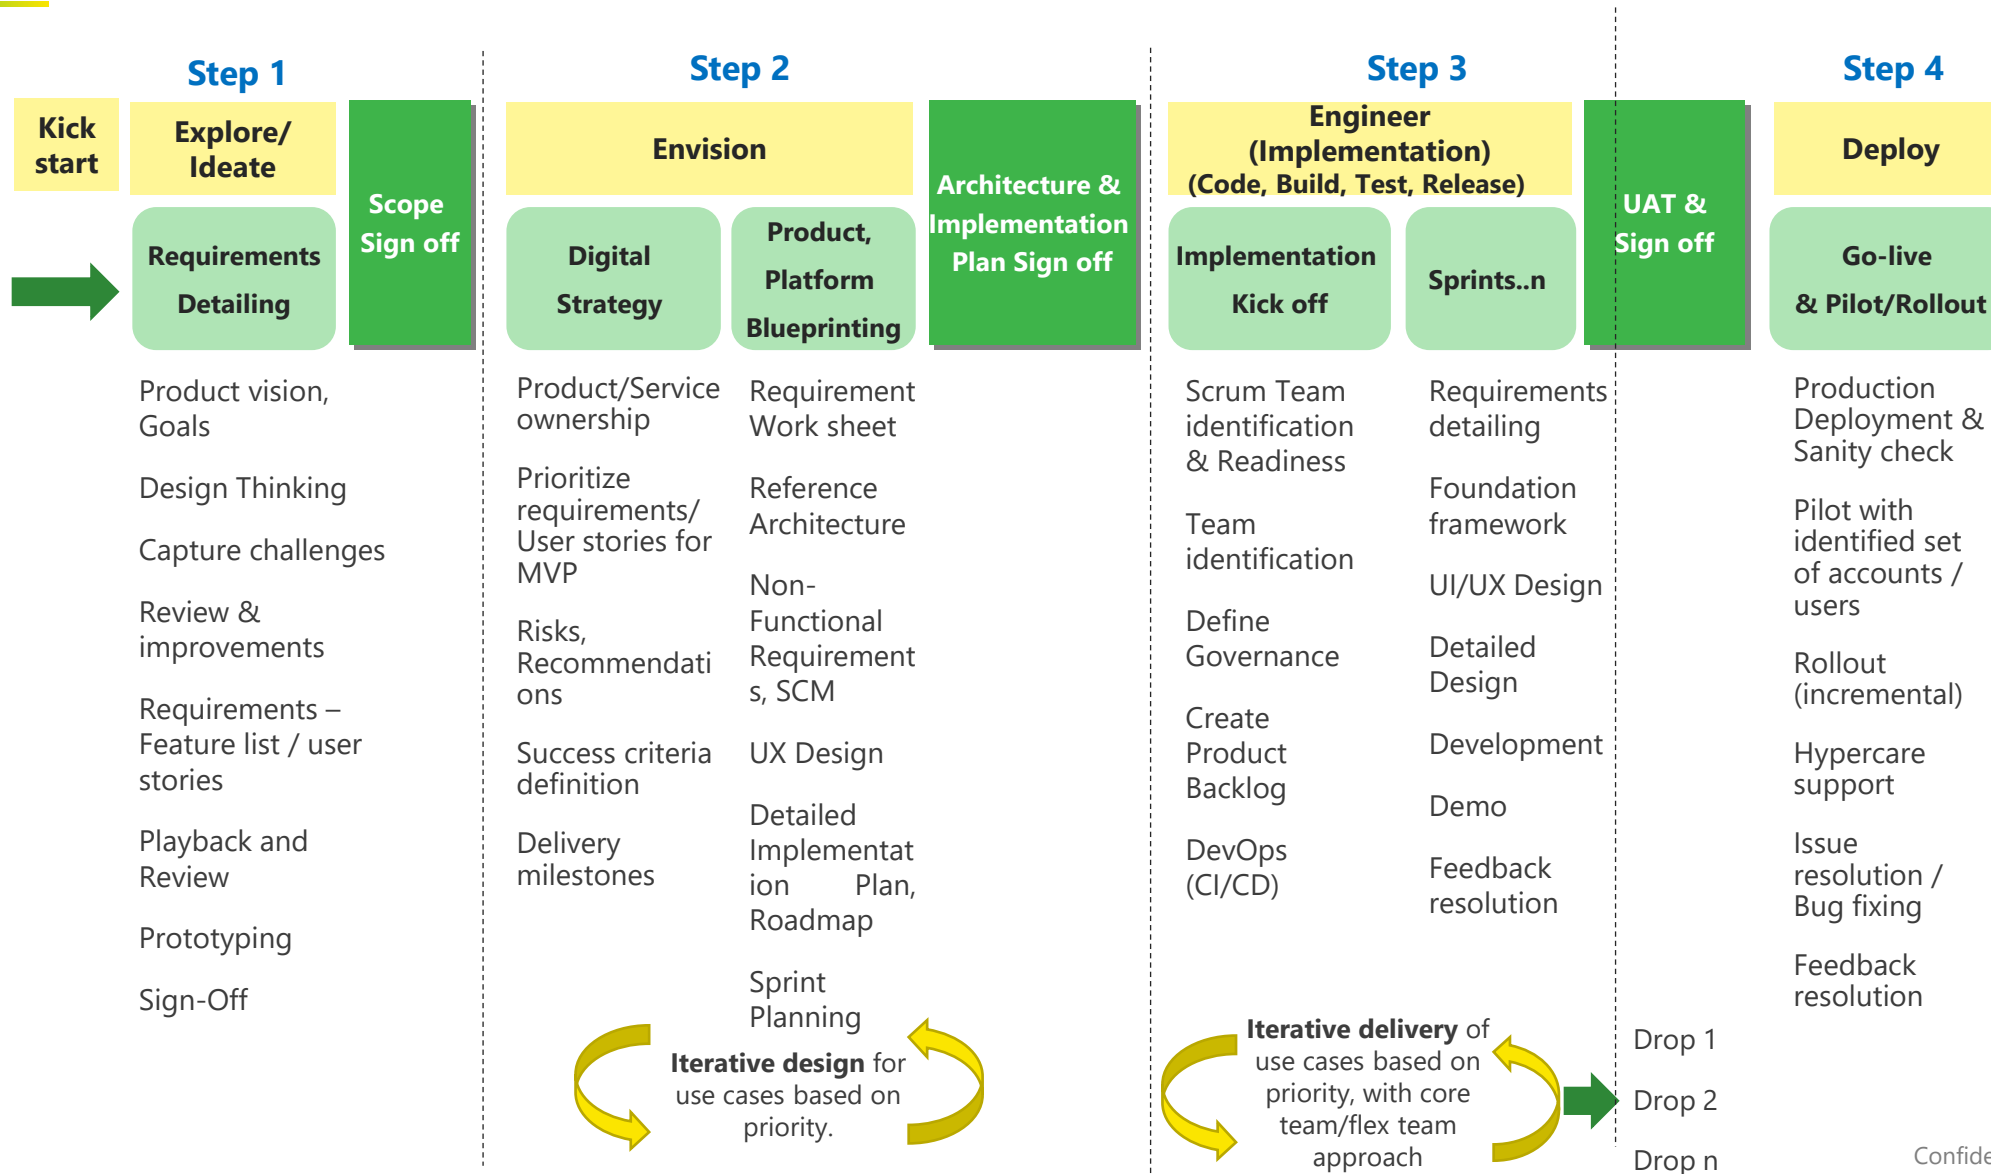 Step 1
Step 2
Step 3
Step 4
Kick
start
Explore/
Ideate
Scope
Sign off
Envision
Architecture &
Implementation
Plan Sign off
Engineer
(Implementation)
(Code, Build, Test, Release)
UAT &
Sign off
Deploy
Requirements
Detailing
Digital
Strategy
Product,
Platform
Blueprinting
Implementation
Kick off
Sprints..n
Go-live
& Pilot/Rollout
Product vision,
Goals
Design Thinking
Capture challenges
Review &
improvements
Requirements –
Feature list / user
stories
Playback and
Review
Prototyping
Sign-Off
Product/Service
ownership
Prioritize
requirements/
User stories for
MVP
Risks,
Recommendati
ons
Success criteria
definition
Delivery
milestones
Requirement
Work sheet
Reference
Architecture
Non-
Functional
Requirement
s, SCM
UX Design
Detailed
Implementat
ion Plan,
Roadmap
Sprint
Planning
Iterative design for
use cases based on
priority.
Scrum Team
identification
& Readiness
Team
identification
Define
Governance
Create
Product
Backlog
DevOps
(CI/CD)
Requirements
detailing
Foundation
framework
UI/UX Design
Detailed
Design
Development
Demo
Feedback
resolution
Iterative delivery of
use cases based on
priority, with core
team/flex team
approach
Drop 1
Drop 2
Drop n
Production
Deployment &
Sanity check
Pilot with
identified set
of accounts /
users
Rollout
(incremental)
Hypercare
support
Issue
resolution /
Bug fixing
Feedback
resolution
Confide